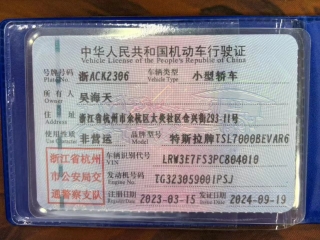 中华人民共和国机动车行驶证
Vehicle License of the People's Republic of China
号牌号码 浙ACK2306 车辆类型 小型轿车
Plate No. Vehicle Type
所有人 吴海天
Owner
住址 浙江省杭州市余杭区太炎社区金兴街293-11号
Address
使用性质 非营运 品牌型号 特斯拉牌TSL7000BEVAR6
Use Character Model
浙江省杭州 车辆识别代号 LRW3E7FS3PC804010
VIN
市公安局交 发动机号码 TG323059001PSJ
Engine No.
通警察支队 注册日期 2023-03-15 发证日期 2024-09-19
Register Date Issue Date